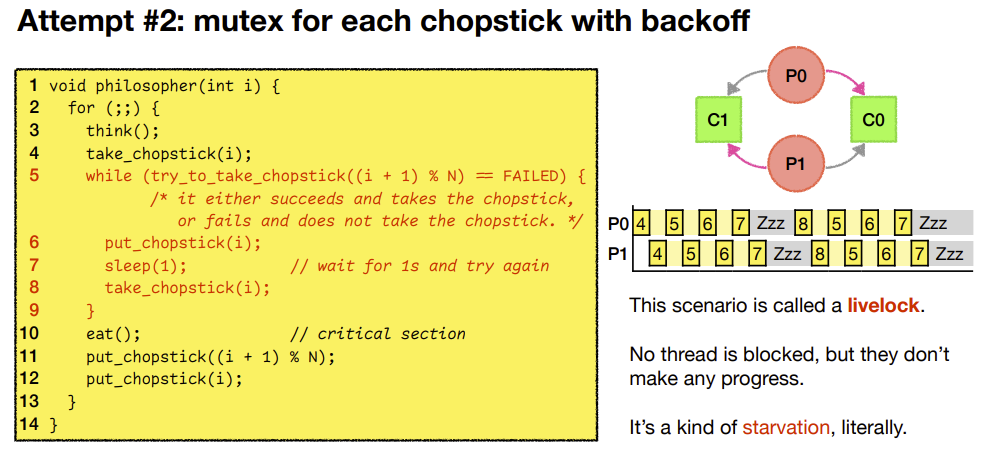 Attempt #2: mutex for each chopstick with backoff
1 void philosopher(int i) {
2 for (;;) {
3 think();
4 take_chopstick(i);
5 while (try_to_take_chopstick((i + 1) % N) == FAILED) {
/* it either succeeds and takes the chopstick,
or fails and does not take the chopstick. */
6 put_chopstick(i);
7 sleep(1); // wait for 1s and try again
8 take_chopstick(i);
9 }
10 eat(); // critical section
11 put_chopstick((i + 1) % N);
12 put_chopstick(i);
13 }
14 }
P0
C1 C0
P1
P0 4 5 6 7 Zzz 8 5 6 7 Zzz
P1 4 5 6 7 Zzz 8 5 6 7 Zzz
This scenario is called a livelock.
No thread is blocked, but they don't
make any progress.
It's a kind of starvation, literally.